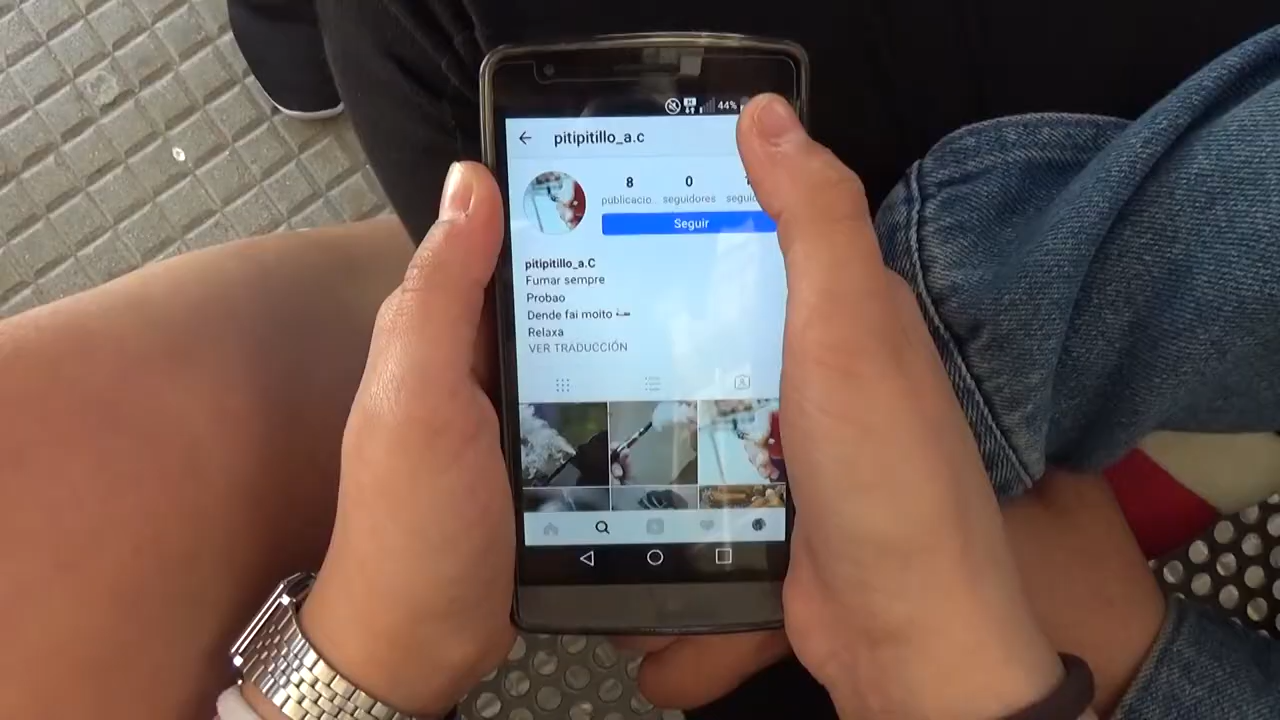 44%
pitipitillo_a.c
8 0
publicacio... seguidores
Seguir
pitipitillo_a.C
Fumar sempre
Probao
Dende fai moito
Relaxa
VER TRADUCCIÓN